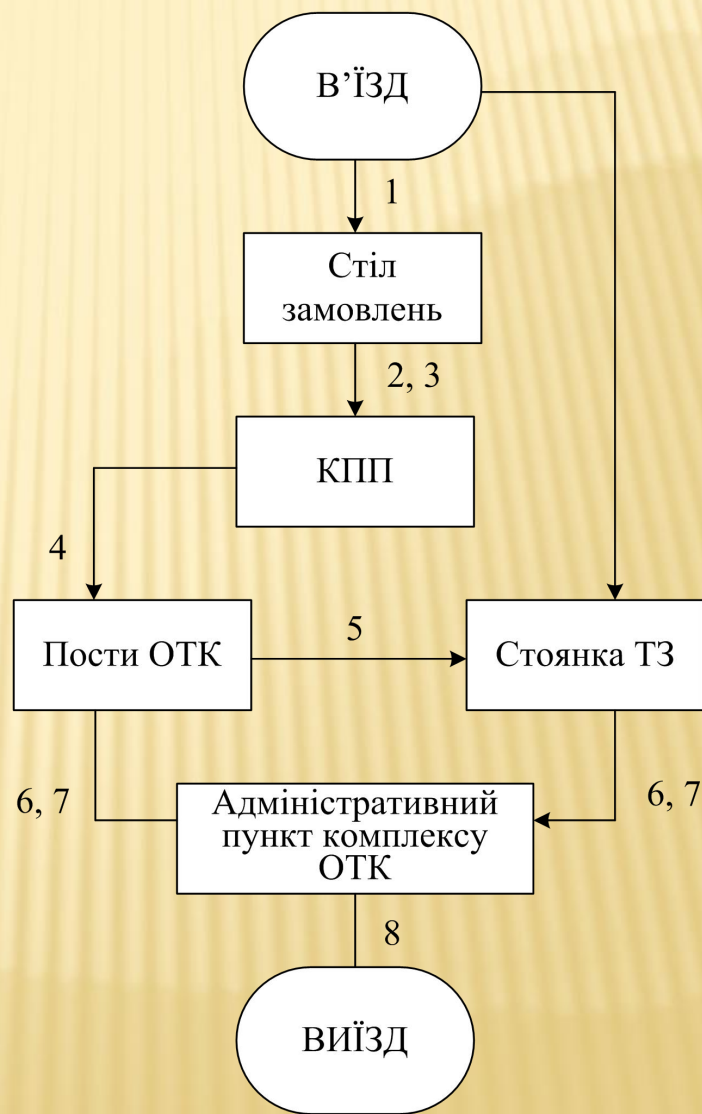 В’ЇЗД
1
Стіл
замовлень
2, 3
КПП
4
Пости ОТК
5
Стоянка ТЗ
6, 7
Адміністративний
пункт комплексу
ОТК
6, 7
8
ВИЇЗД